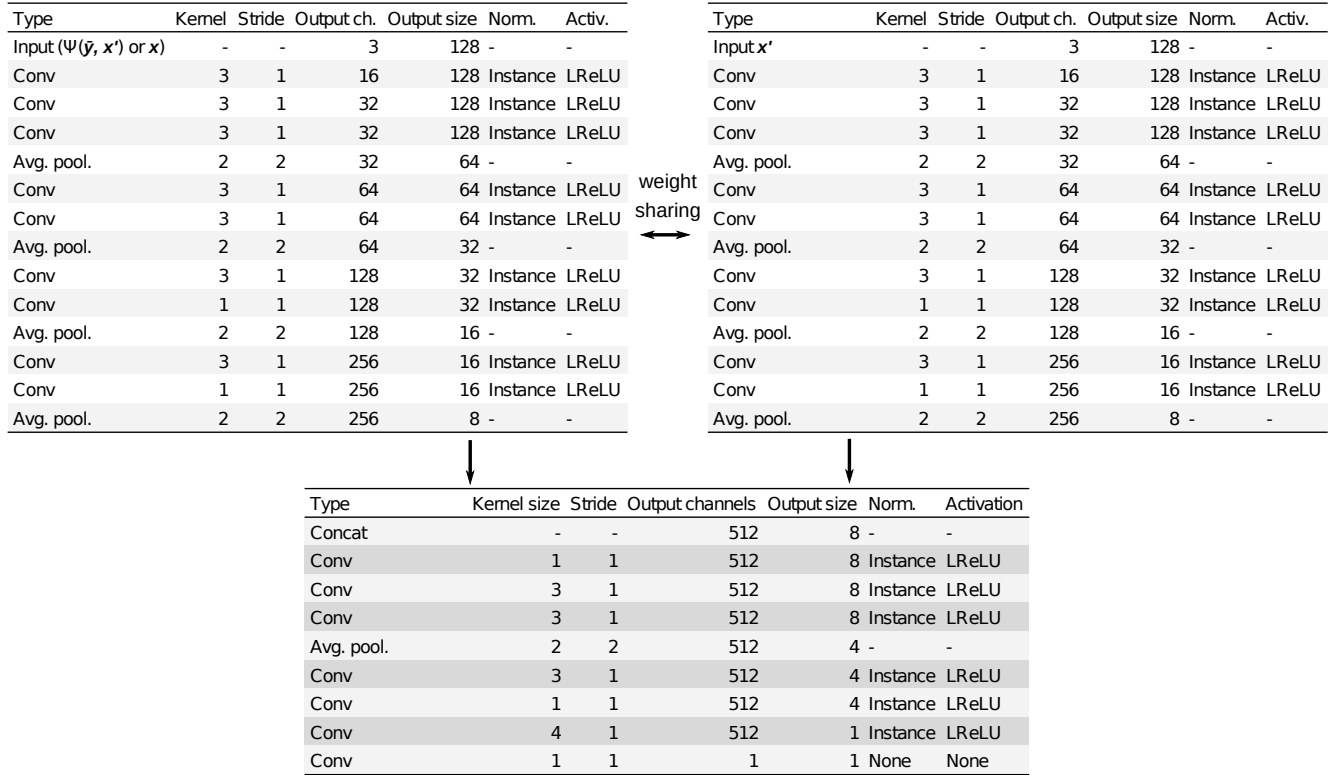 Type Kernel Stride Output ch. Output size Norm. Activ.
Input (Ψ(ȳ, x') or x) - - 3 128 - -
Conv 3 1 16 128 Instance LReLU
Conv 3 1 32 128 Instance LReLU
Conv 3 1 32 128 Instance LReLU
Avg. pool. 2 2 32 64 - -
Conv 3 1 64 64 Instance LReLU
Conv 3 1 64 64 Instance LReLU
Avg. pool. 2 2 64 32 - -
Conv 3 1 128 32 Instance LReLU
Conv 1 1 128 32 Instance LReLU
Avg. pool. 2 2 128 16 - -
Conv 3 1 256 16 Instance LReLU
Conv 1 1 256 16 Instance LReLU
Avg. pool. 2 2 256 8 - -
weight
sharing
Type Kernel Stride Output ch. Output size Norm. Activ.
Input x' - - 3 128 - -
Conv 3 1 16 128 Instance LReLU
Conv 3 1 32 128 Instance LReLU
Conv 3 1 32 128 Instance LReLU
Avg. pool. 2 2 32 64 - -
Conv 3 1 64 64 Instance LReLU
Conv 3 1 64 64 Instance LReLU
Avg. pool. 2 2 64 32 - -
Conv 3 1 128 32 Instance LReLU
Conv 1 1 128 32 Instance LReLU
Avg. pool. 2 2 128 16 - -
Conv 3 1 256 16 Instance LReLU
Conv 1 1 256 16 Instance LReLU
Avg. pool. 2 2 256 8 - -
Type Kernel size Stride Output channels Output size Norm. Activation
Concat - - 512 8 - -
Conv 1 1 512 8 Instance LReLU
Conv 3 1 512 8 Instance LReLU
Conv 3 1 512 8 Instance LReLU
Avg. pool. 2 2 512 4 - -
Conv 3 1 512 4 Instance LReLU
Conv 1 1 512 4 Instance LReLU
Conv 4 1 512 1 Instance LReLU
Conv 1 1 1 1 None None